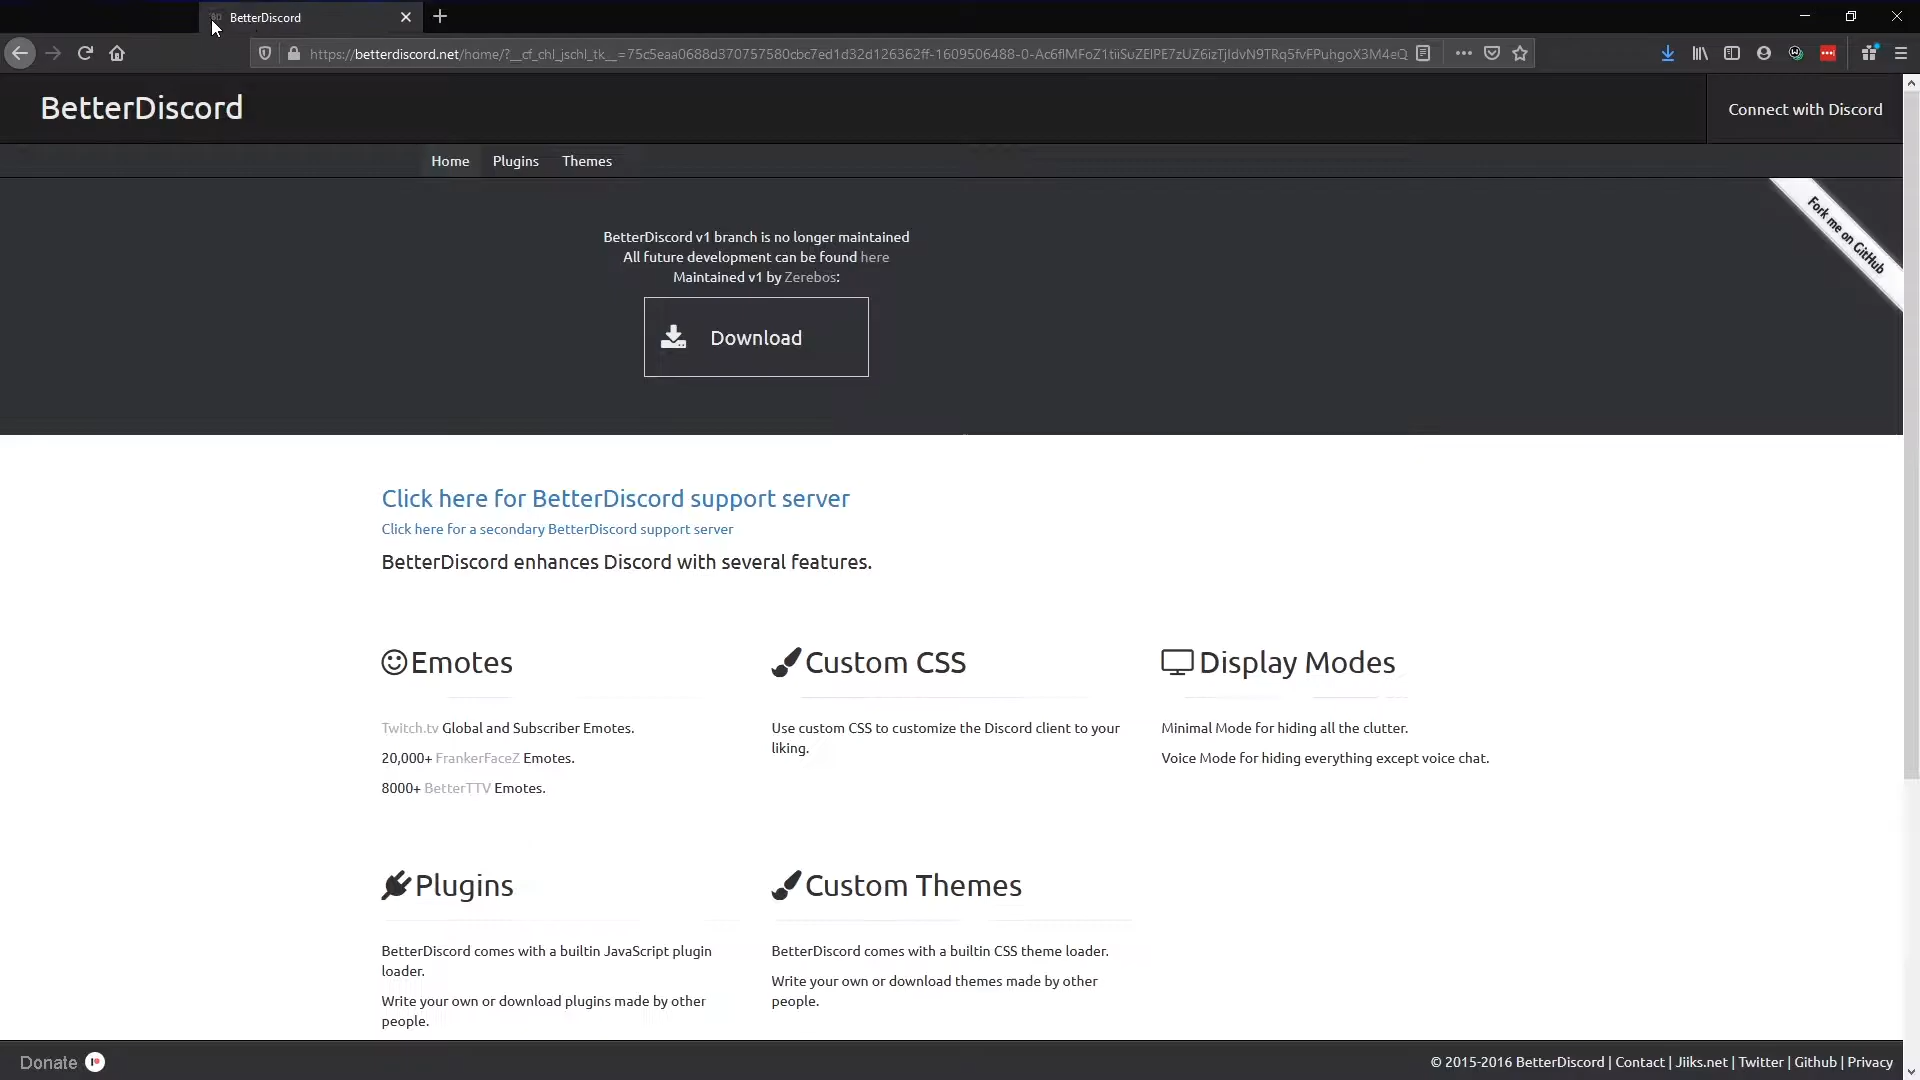 BetterDiscord
https://betterdiscord.net/home/?__cf_chl_jschl_tk__=75c5eaa0688d370757580cbc7ed1d32d126362ff-1609506488-0-Ac6flMFoZ1tiiSuZElPE7zUZ6izTjIdvN9TRq5fvFPuhgoX3M4eQ
BetterDiscord
Connect with Discord
Home Plugins Themes
Fork me on GitHub
BetterDiscord v1 branch is no longer maintained
All future development can be found here
Maintained v1 by Zerebos:
Download
Click here for BetterDiscord support server
Click here for a secondary BetterDiscord support server
BetterDiscord enhances Discord with several features.
Emotes
Twitch.tv Global and Subscriber Emotes.
20,000+ FrankerFaceZ Emotes.
8000+ BetterTTV Emotes.
Custom CSS
Use custom CSS to customize the Discord client to your
liking.
Display Modes
Minimal Mode for hiding all the clutter.
Voice Mode for hiding everything except voice chat.
Plugins
BetterDiscord comes with a builtin JavaScript plugin
loader.
Write your own or download plugins made by other
people.
Custom Themes
BetterDiscord comes with a builtin CSS theme loader.
Write your own or download themes made by other
people.
Donate
© 2015-2016 BetterDiscord | Contact | Jiiks.net | Twitter | Github | Privacy